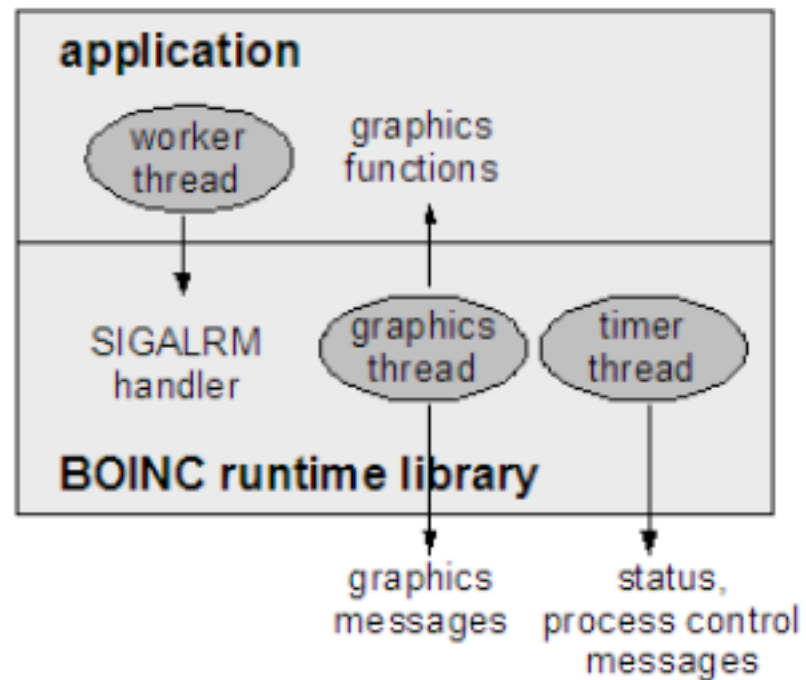 application
worker
thread
graphics
functions
SIGALRM
handler
graphics
thread
timer
thread
BOINC runtime library
graphics
messages
status,
process control
messages